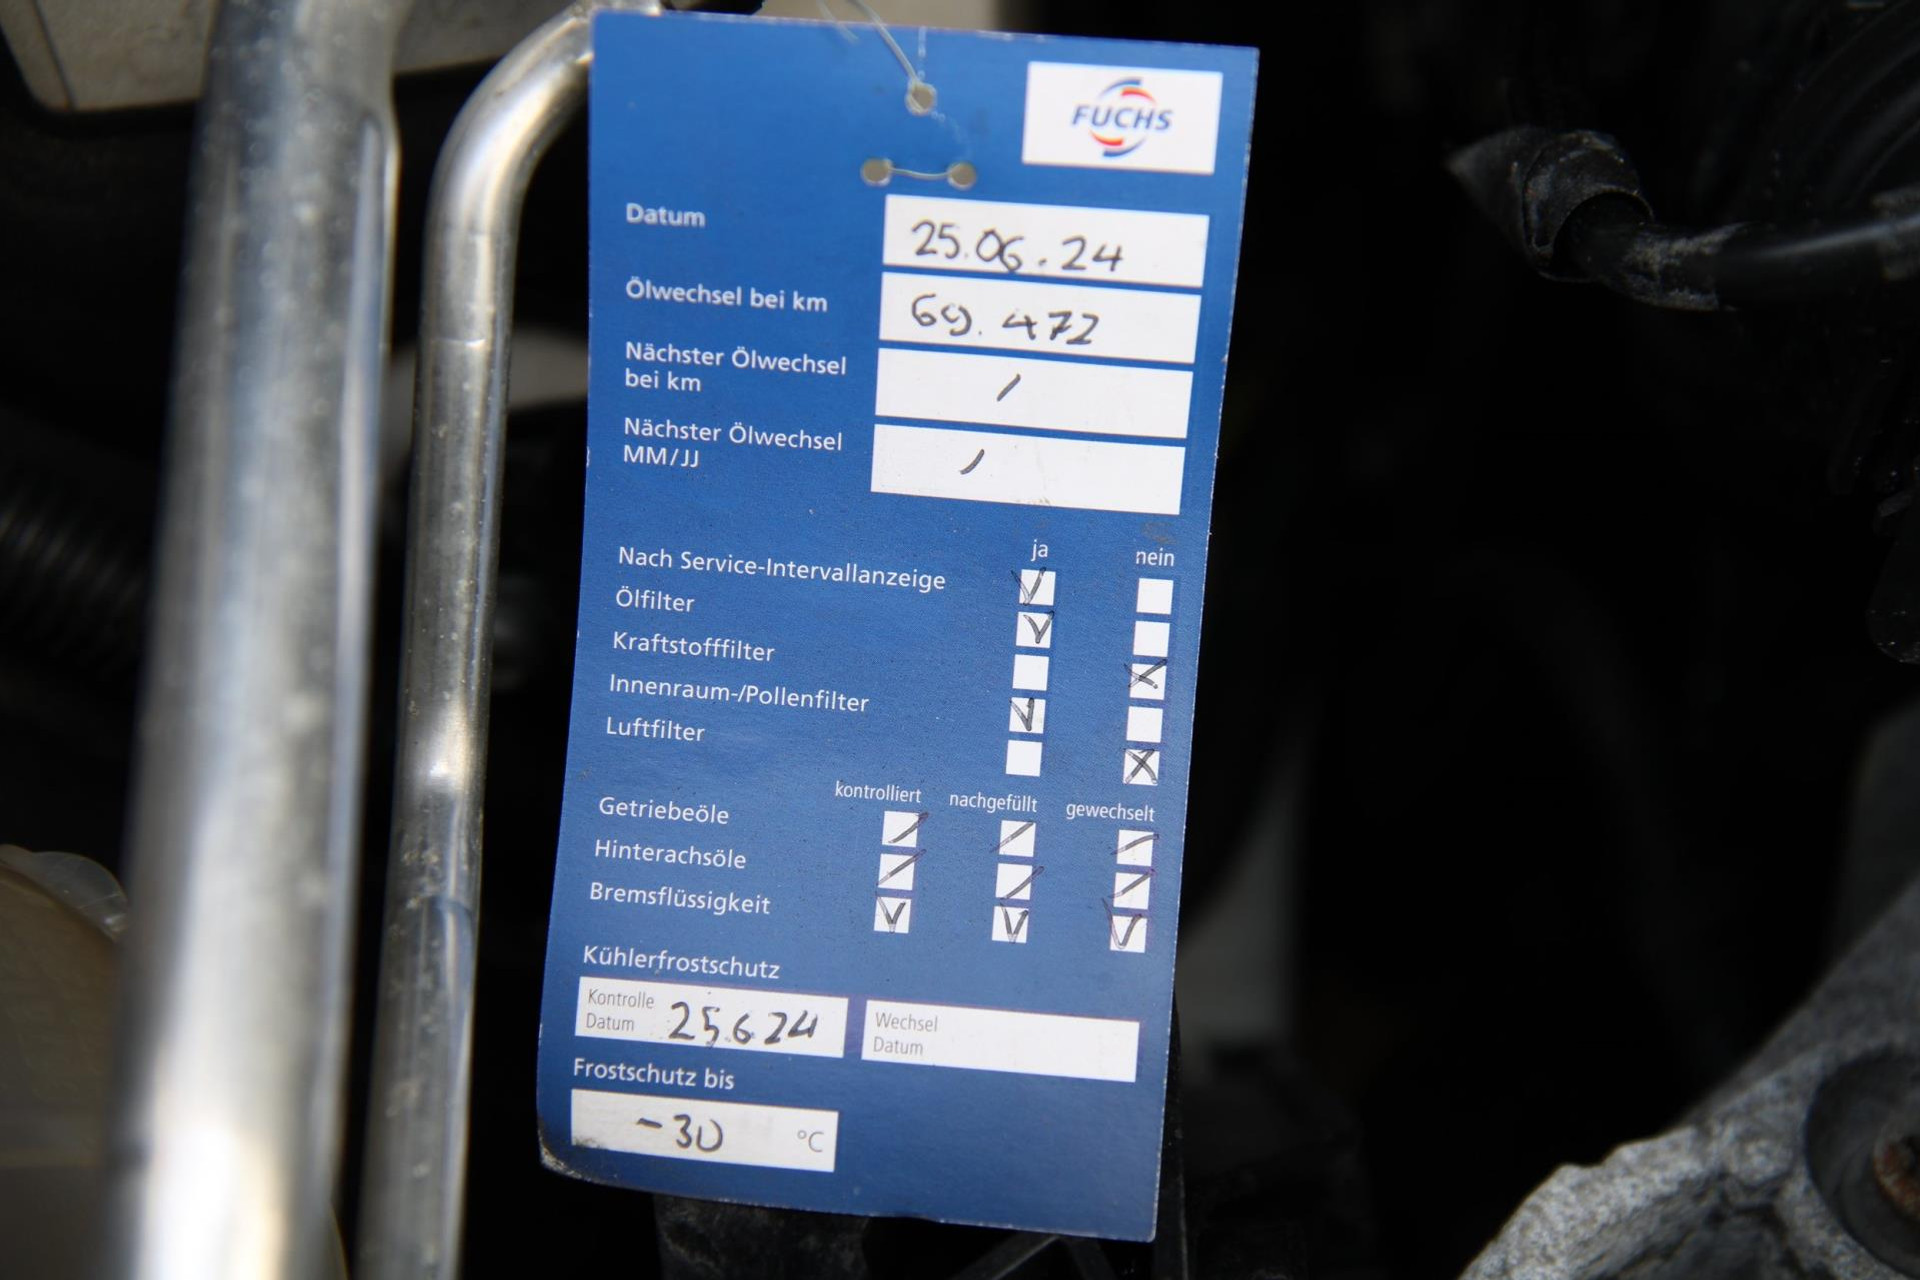 FUCHS
Datum 25.06.24
Ölwechsel bei km 69.472
Nächster Ölwechsel
bei km /
Nächster Ölwechsel
MM/JJ /
ja nein
Nach Service-Intervallanzeige
Ölfilter
Kraftstofffilter
Innenraum-/Pollenfilter
Luftfilter
kontrolliert nachgefüllt gewechselt
Getriebeöle
Hinterachsöle
Bremsflüssigkeit
Kühlerfrostschutz
Kontrolle
Datum 25.6.24
Wechsel
Datum
Frostschutz bis
-30 °C